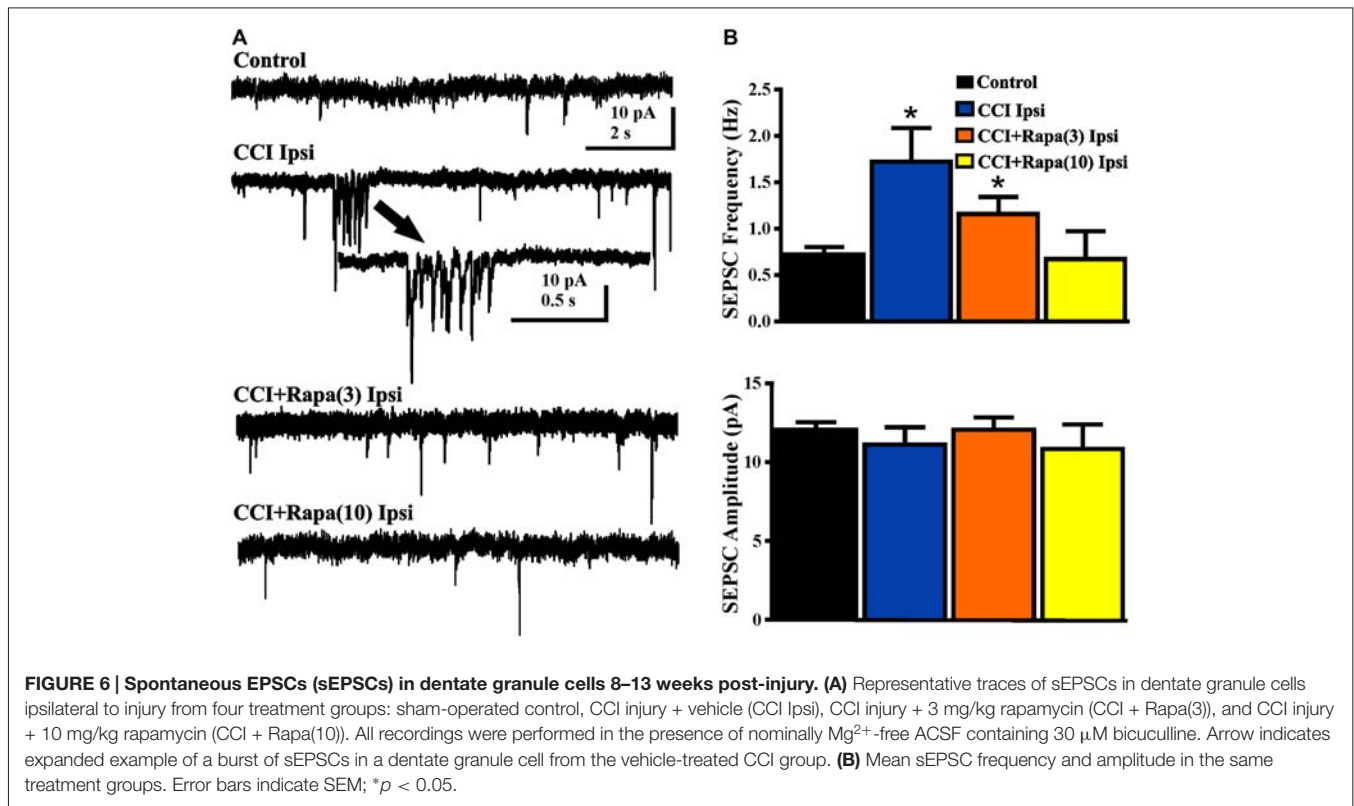 A
Control
10 pA
2 s
CCI Ipsi
10 pA
0.5 s
CCI+Rapa(3) Ipsi
CCI+Rapa(10) Ipsi
B
Control
CCI Ipsi
CCI+Rapa(3) Ipsi
CCI+Rapa(10) Ipsi
SEPSC Frequency (Hz)
2.5
2.0
1.5
1.0
0.5
0.0
*
*
SEPSC Amplitude (pA)
15
10
5
0
FIGURE 6 | Spontaneous EPSCs (sEPSCs) in dentate granule cells 8–13 weeks post-injury. (A) Representative traces of sEPSCs in dentate granule cells
ipsilateral to injury from four treatment groups: sham-operated control, CCI injury + vehicle (CCI Ipsi), CCI injury + 3 mg/kg rapamycin (CCI + Rapa(3)), and CCI injury
+ 10 mg/kg rapamycin (CCI + Rapa(10)). All recordings were performed in the presence of nominally Mg²⁺-free ACSF containing 30 μM bicuculline. Arrow indicates
expanded example of a burst of sEPSCs in a dentate granule cell from the vehicle-treated CCI group. (B) Mean sEPSC frequency and amplitude in the same
treatment groups. Error bars indicate SEM; *p < 0.05.